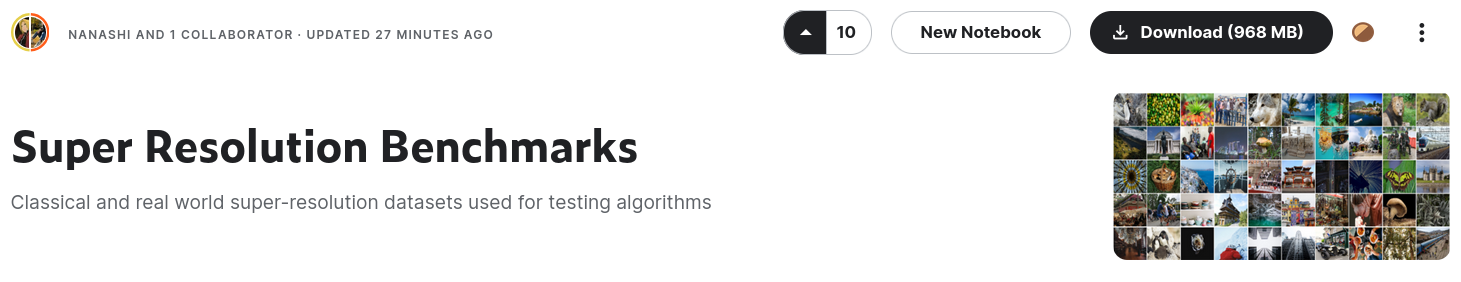 NANASHI AND 1 COLLABORATOR · UPDATED 27 MINUTES AGO
10
New Notebook
Download (968 MB)
Super Resolution Benchmarks
Classical and real world super-resolution datasets used for testing algorithms